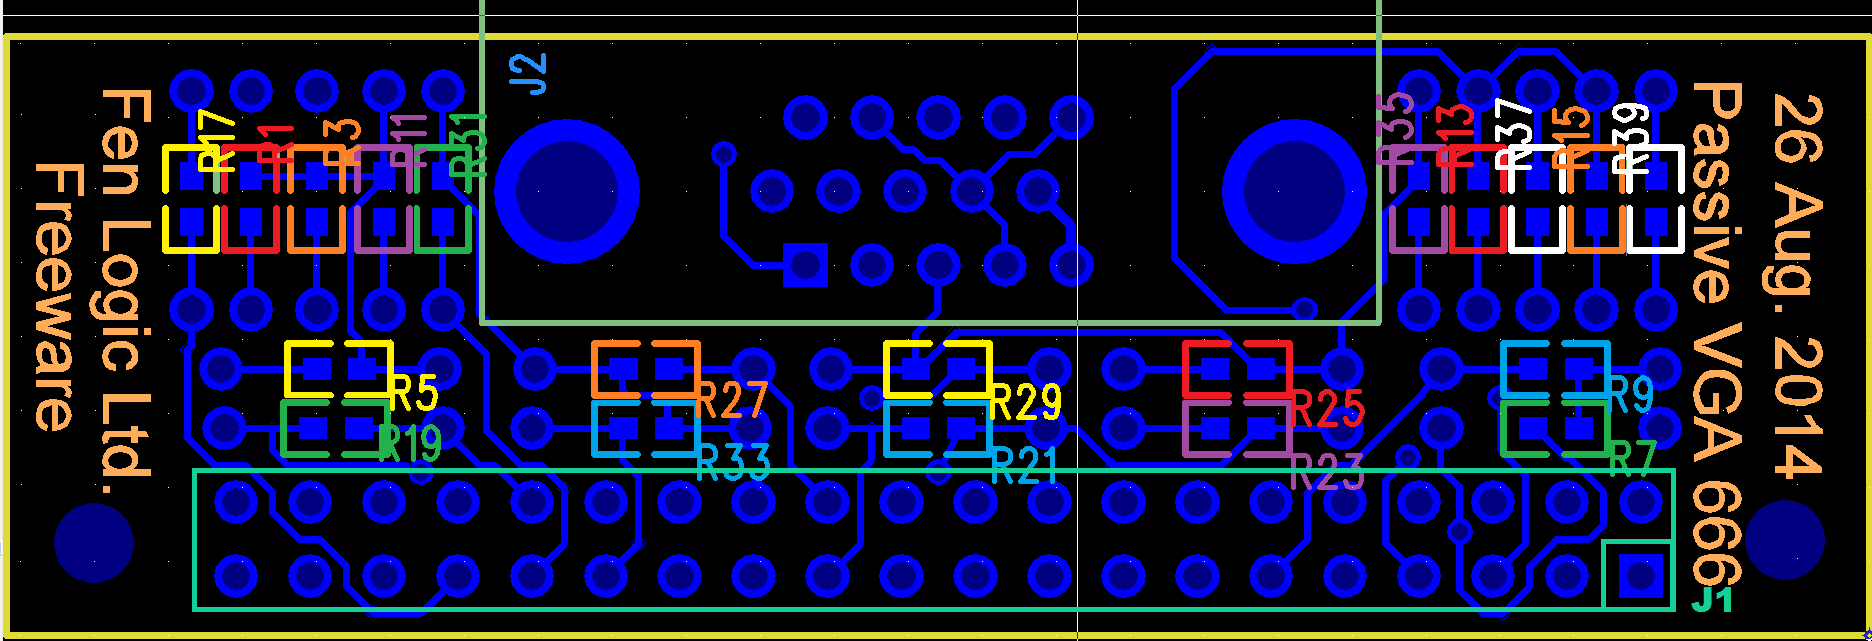 J2
R17
R1
R3
R11
R31
R35
R13
R37
R15
R39
Fen Logic Ltd.
Freeware
26 Aug. 2014
Passive VGA 666
R5
R27
R29
R25
R9
R19
R33
R21
R23
R7
J1